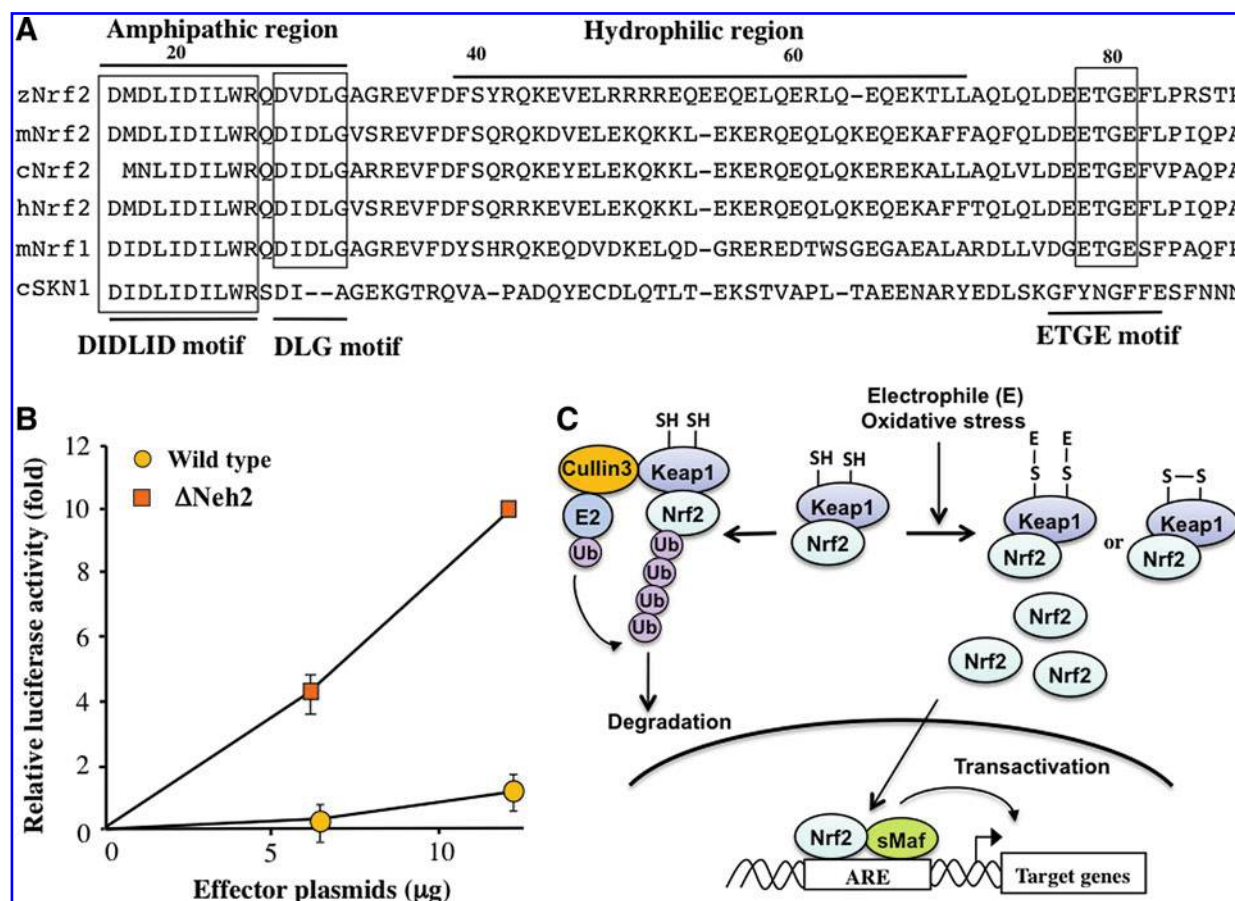 A
Amphipathic region
Hydrophilic region
20
40
60
80
zNrf2 DMDLIDILWRQDVDLGAGREVFDFSYRQKEVELRRRREQEEQELQERLQ-EQEKTLLAQLQLDEETGEFLPRSTP
mNrf2 DMDLIDILWRQDIDLGVSREVFDFSQRQKDVELEKQKKL-EKERQEQLQKEQEKAFFAQFQLDEETGEFLPIQPA
cNrf2 MNLIDILWRQDIDLGARREVFDFSQRQKEYELEKQKKL-EKERQEQLQKEREKALLAQLVLDEETGEFVPAQPA
hNrf2 DMDLIDILWRQDIDLGVSREVFDFSQRRKEVELEKQKKL-EKERQEQLQKEQEKAFFTQLQLDEETGEFLPIQPA
mNrf1 DIDLIDILWRQDIDLGAGREVFDYSHRQKEQDVDKELQD-GREREDTWSGEGAEALARDLLVDGETGESFPAQFP
cSKN1 DIDLIDILWRSDI--AGEKGTRQVA-PADQYECDLQTLT-EKSTVAPL-TAEENARYEDLSKGFYNGFFESFNNN
DIDLID motif
DLG motif
ETGE motif
B
Relative luciferase activity (fold)
12
10
8
6
4
2
0
Wild type
ΔNeh2
0
5
10
Effector plasmids (μg)
C
Electrophile (E)
Oxidative stress
SH SH
Cullin3
Keap1
E2
Nrf2
Ub
Ub
Ub
Ub
Ub
Degradation
SH SH
Keap1
Nrf2
E E
S S
Keap1
Nrf2
or
S S
Keap1
Nrf2
Nrf2
Nrf2
Nrf2
Transactivation
Nrf2
sMaf
ARE
Target genes